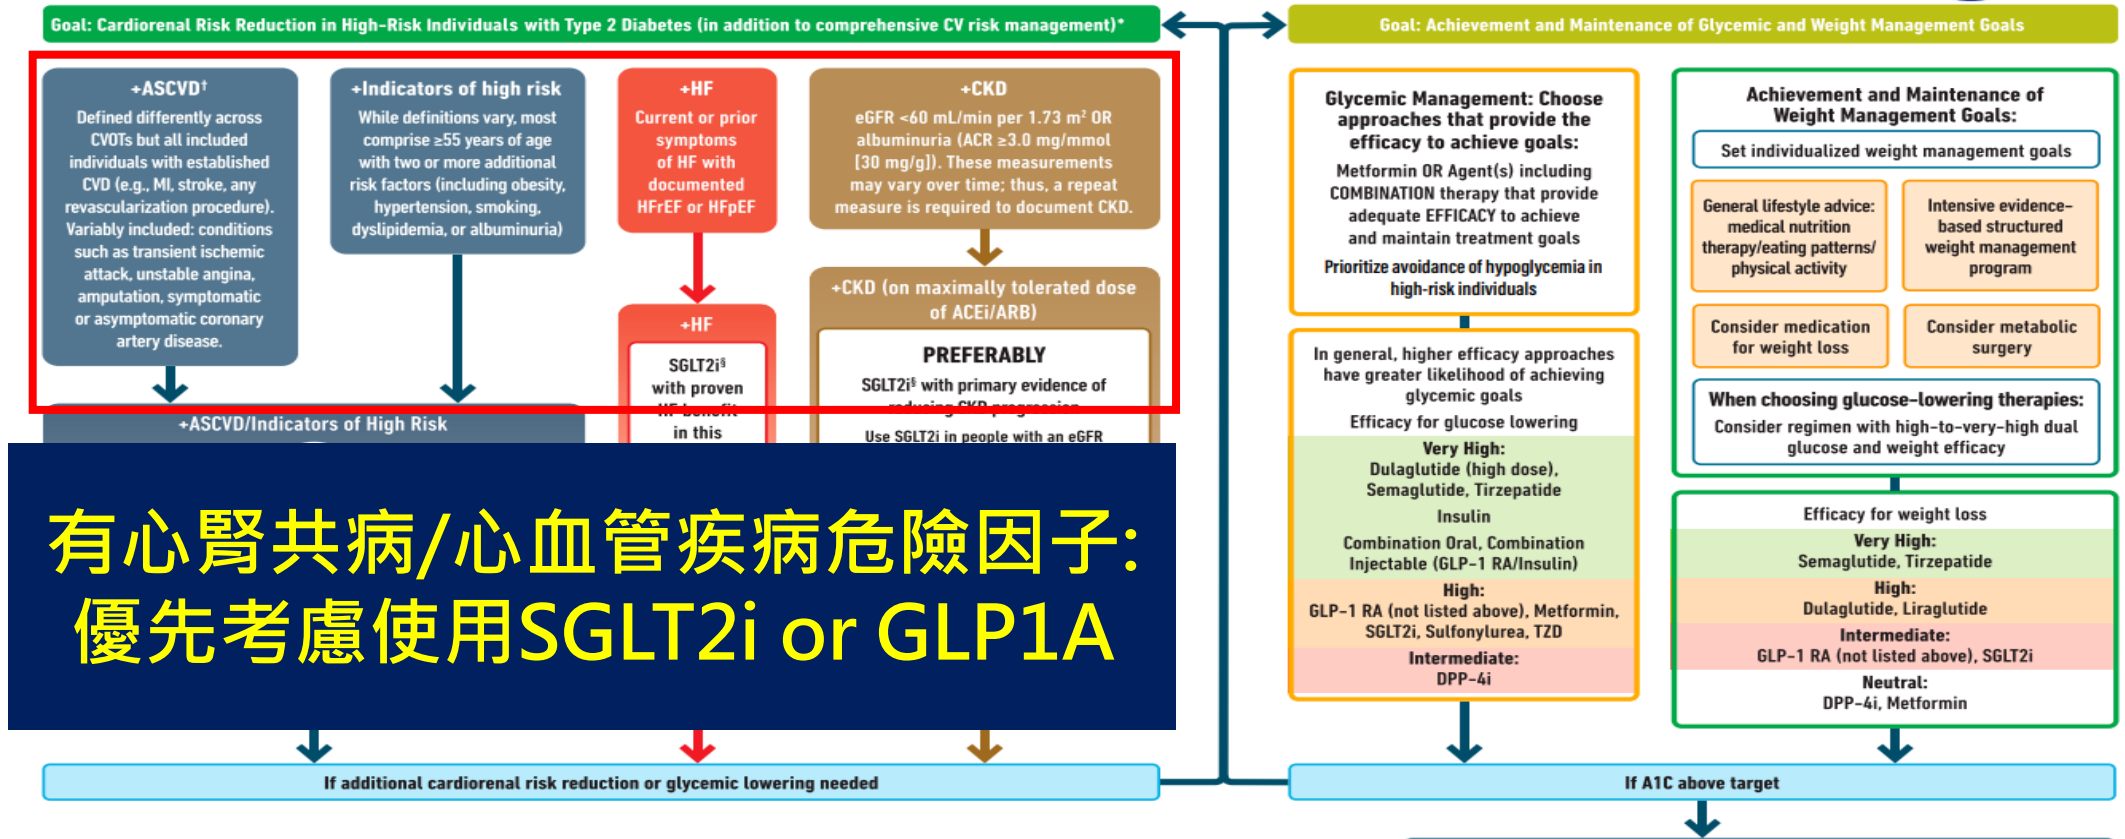 Goal: Cardiorenal Risk Reduction in High-Risk Individuals with Type 2 Diabetes (in addition to comprehensive CV risk management)*
+ASCVD†
Defined differently across
CVOTs but all included
individuals with established
CVD (e.g., MI, stroke, any
revascularization procedure).
Variably included: conditions
such as transient ischemic
attack, unstable angina,
amputation, symptomatic
or asymptomatic coronary
artery disease.
+Indicators of high risk
While definitions vary, most
comprise ≥55 years of age
with two or more additional
risk factors (including obesity,
hypertension, smoking,
dyslipidemia, or albuminuria)
+HF
Current or prior
symptoms
of HF with
documented
HFrEF or HFpEF
+CKD
eGFR <60 mL/min per 1.73 m² OR
albuminuria (ACR ≥3.0 mg/mmol
[30 mg/g]). These measurements
may vary over time; thus, a repeat
measure is required to document CKD.
+ASCVD/Indicators of High Risk
+HF
SGLT2i§
with proven
HF benefit
in this
+CKD (on maximally tolerated dose
of ACEi/ARB)
PREFERABLY
SGLT2i§ with primary evidence of
reducing CKD progression
Use SGLT2i in people with an eGFR
有心腎共病/心血管疾病危險因子:
優先考慮使用SGLT2i or GLP1A
If additional cardiorenal risk reduction or glycemic lowering needed
Goal: Achievement and Maintenance of Glycemic and Weight Management Goals
Glycemic Management: Choose
approaches that provide the
efficacy to achieve goals:
Metformin OR Agent(s) including
COMBINATION therapy that provide
adequate EFFICACY to achieve
and maintain treatment goals
Prioritize avoidance of hypoglycemia in
high-risk individuals
In general, higher efficacy approaches
have greater likelihood of achieving
glycemic goals
Efficacy for glucose lowering
Very High:
Dulaglutide (high dose),
Semaglutide, Tirzepatide
Insulin
Combination Oral, Combination
Injectable (GLP-1 RA/Insulin)
High:
GLP-1 RA (not listed above), Metformin,
SGLT2i, Sulfonylurea, TZD
Intermediate:
DPP-4i
Achievement and Maintenance of
Weight Management Goals:
Set individualized weight management goals
General lifestyle advice:
medical nutrition
therapy/eating patterns/
physical activity
Intensive evidence-
based structured
weight management
program
Consider medication
for weight loss
Consider metabolic
surgery
When choosing glucose-lowering therapies:
Consider regimen with high-to-very-high dual
glucose and weight efficacy
Efficacy for weight loss
Very High:
Semaglutide, Tirzepatide
High:
Dulaglutide, Liraglutide
Intermediate:
GLP-1 RA (not listed above), SGLT2i
Neutral:
DPP-4i, Metformin
If A1C above target